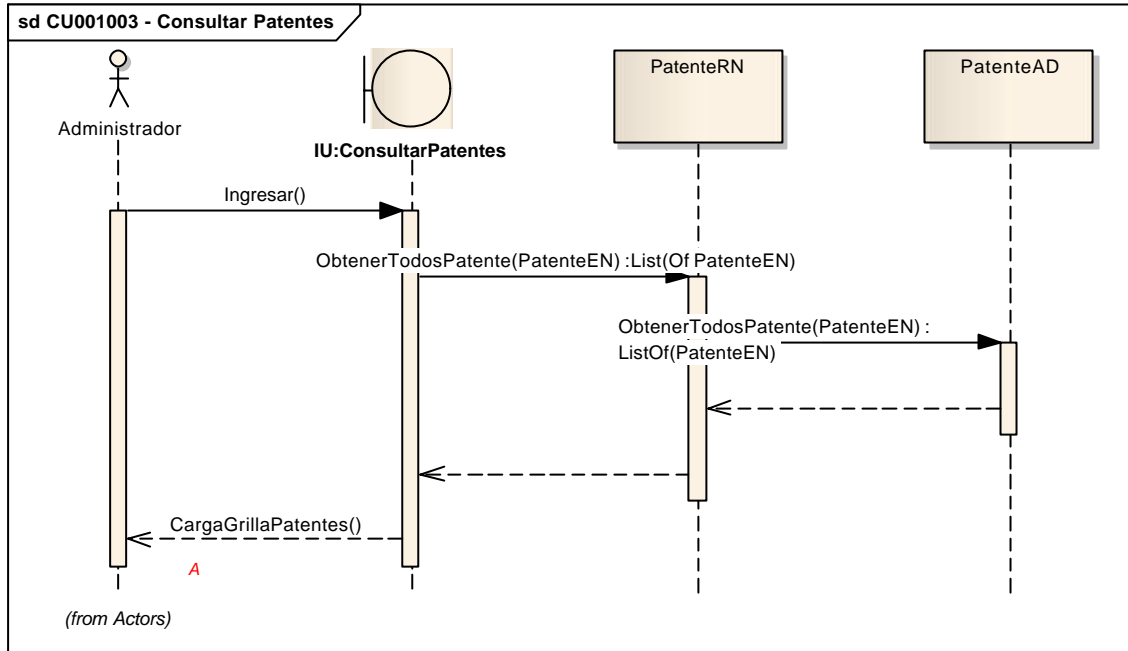 sd CU001003 - Consultar Patentes
Administrador
IU:ConsultarPatentes
PatenteRN
PatenteAD
Ingresar()
ObtenerTodosPatente(PatenteEN) :List(Of PatenteEN)
ObtenerTodosPatente(PatenteEN) :
ListOf(PatenteEN)
CargaGrillaPatentes()
A
(from Actors)